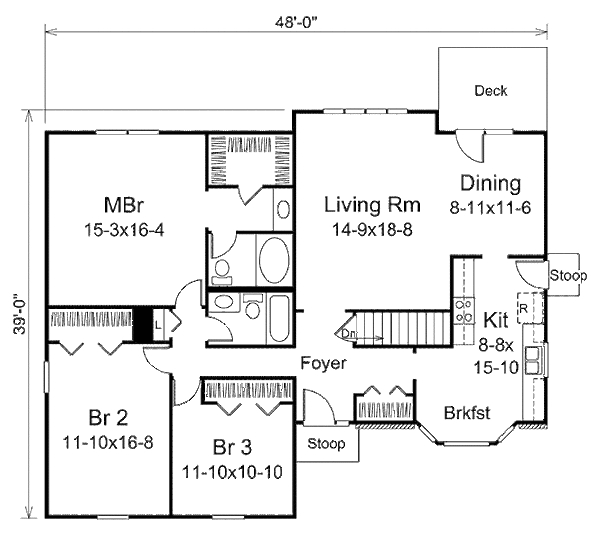 48'-0"
Deck
39'-0"
MBr
15-3x16-4
Living Rm
14-9x18-8
Dining
8-11x11-6
Stoop
R
L
Dn
Kit
8-8x
15-10
Foyer
Br 2
11-10x16-8
Brkfst
Br 3
11-10x10-10
Stoop